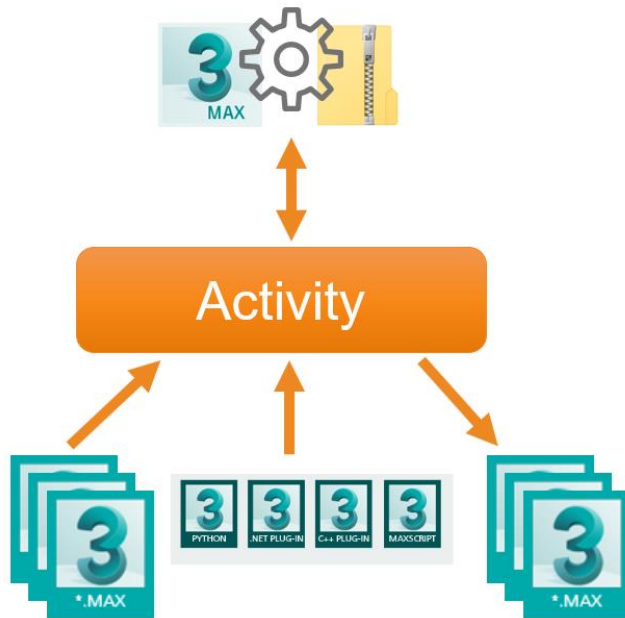 3
MAX
Activity
3
*.MAX
3
PYTHON
3
.NET PLUG-IN
3
C++ PLUG-IN
3
MAXSCRIPT
3
*.MAX